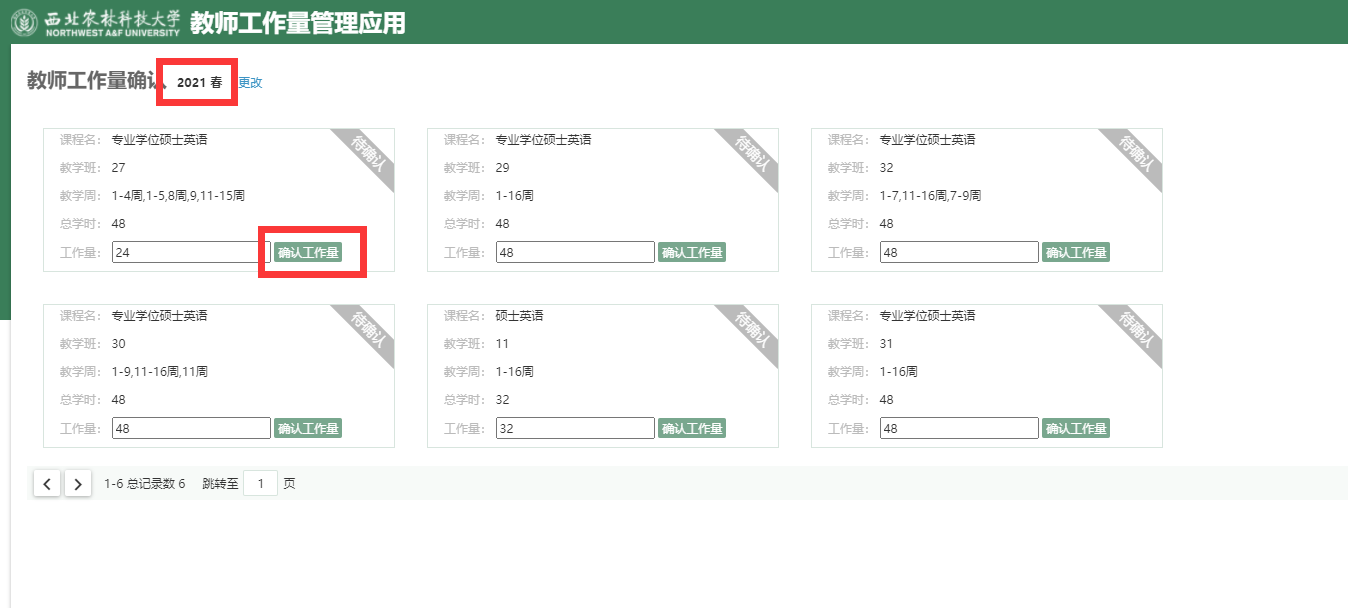 西北农林科技大学
NORTHWEST A&F UNIVERSITY
教师工作量管理应用
教师工作量确认 2021 春 更改
课程名: 专业学位硕士英语
待确认
教学班: 27
教学周: 1-4周,1-5,8周,9,11-15周
总学时: 48
工作量: 24 确认工作量
课程名: 专业学位硕士英语
待确认
教学班: 29
教学周: 1-16周
总学时: 48
工作量: 48 确认工作量
课程名: 专业学位硕士英语
待确认
教学班: 32
教学周: 1-7,11-16周,7-9周
总学时: 48
工作量: 48 确认工作量
课程名: 专业学位硕士英语
待确认
教学班: 30
教学周: 1-9,11-16周,11周
总学时: 48
工作量: 48 确认工作量
课程名: 硕士英语
待确认
教学班: 11
教学周: 1-16周
总学时: 32
工作量: 32 确认工作量
课程名: 专业学位硕士英语
待确认
教学班: 31
教学周: 1-16周
总学时: 48
工作量: 48 确认工作量
1-6 总记录数 6 跳转至 1 页